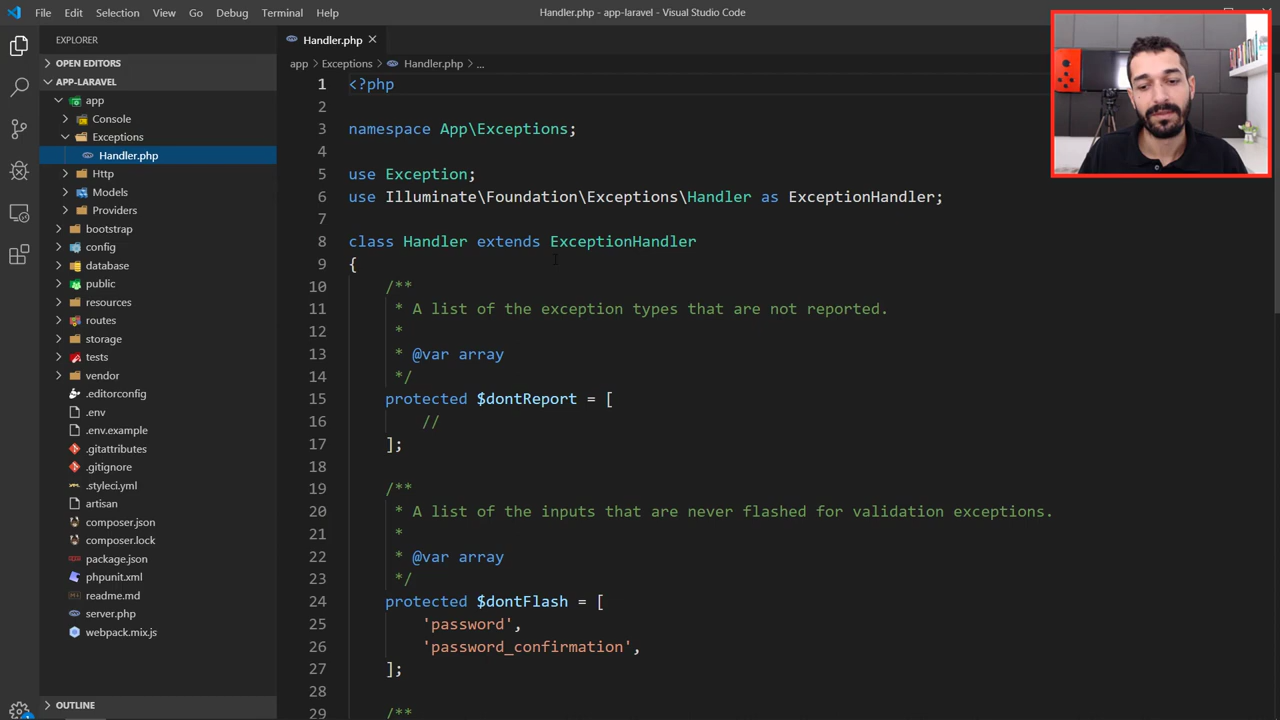 File Edit Selection View Go Debug Terminal Help
Handler.php - app-laravel - Visual Studio Code
EXPLORER
OPEN EDITORS
APP-LARAVEL
app
Console
Exceptions
Handler.php
Http
Models
Providers
bootstrap
config
database
public
resources
routes
storage
tests
vendor
.editorconfig
.env
.env.example
.gitattributes
.gitignore
.styleci.yml
artisan
composer.json
composer.lock
package.json
phpunit.xml
readme.md
server.php
webpack.mix.js
OUTLINE
Handler.php
app > Exceptions > Handler.php > ...
1 <?php
2
3 namespace App\Exceptions;
4
5 use Exception;
6 use Illuminate\Foundation\Exceptions\Handler as ExceptionHandler;
7
8 class Handler extends ExceptionHandler
9 {
10 /**
11 * A list of the exception types that are not reported.
12 *
13 * @var array
14 */
15 protected $dontReport = [
16 //
17 ];
18
19 /**
20 * A list of the inputs that are never flashed for validation exceptions.
21 *
22 * @var array
23 */
24 protected $dontFlash = [
25 'password',
26 'password_confirmation',
27 ];
28
29 /**